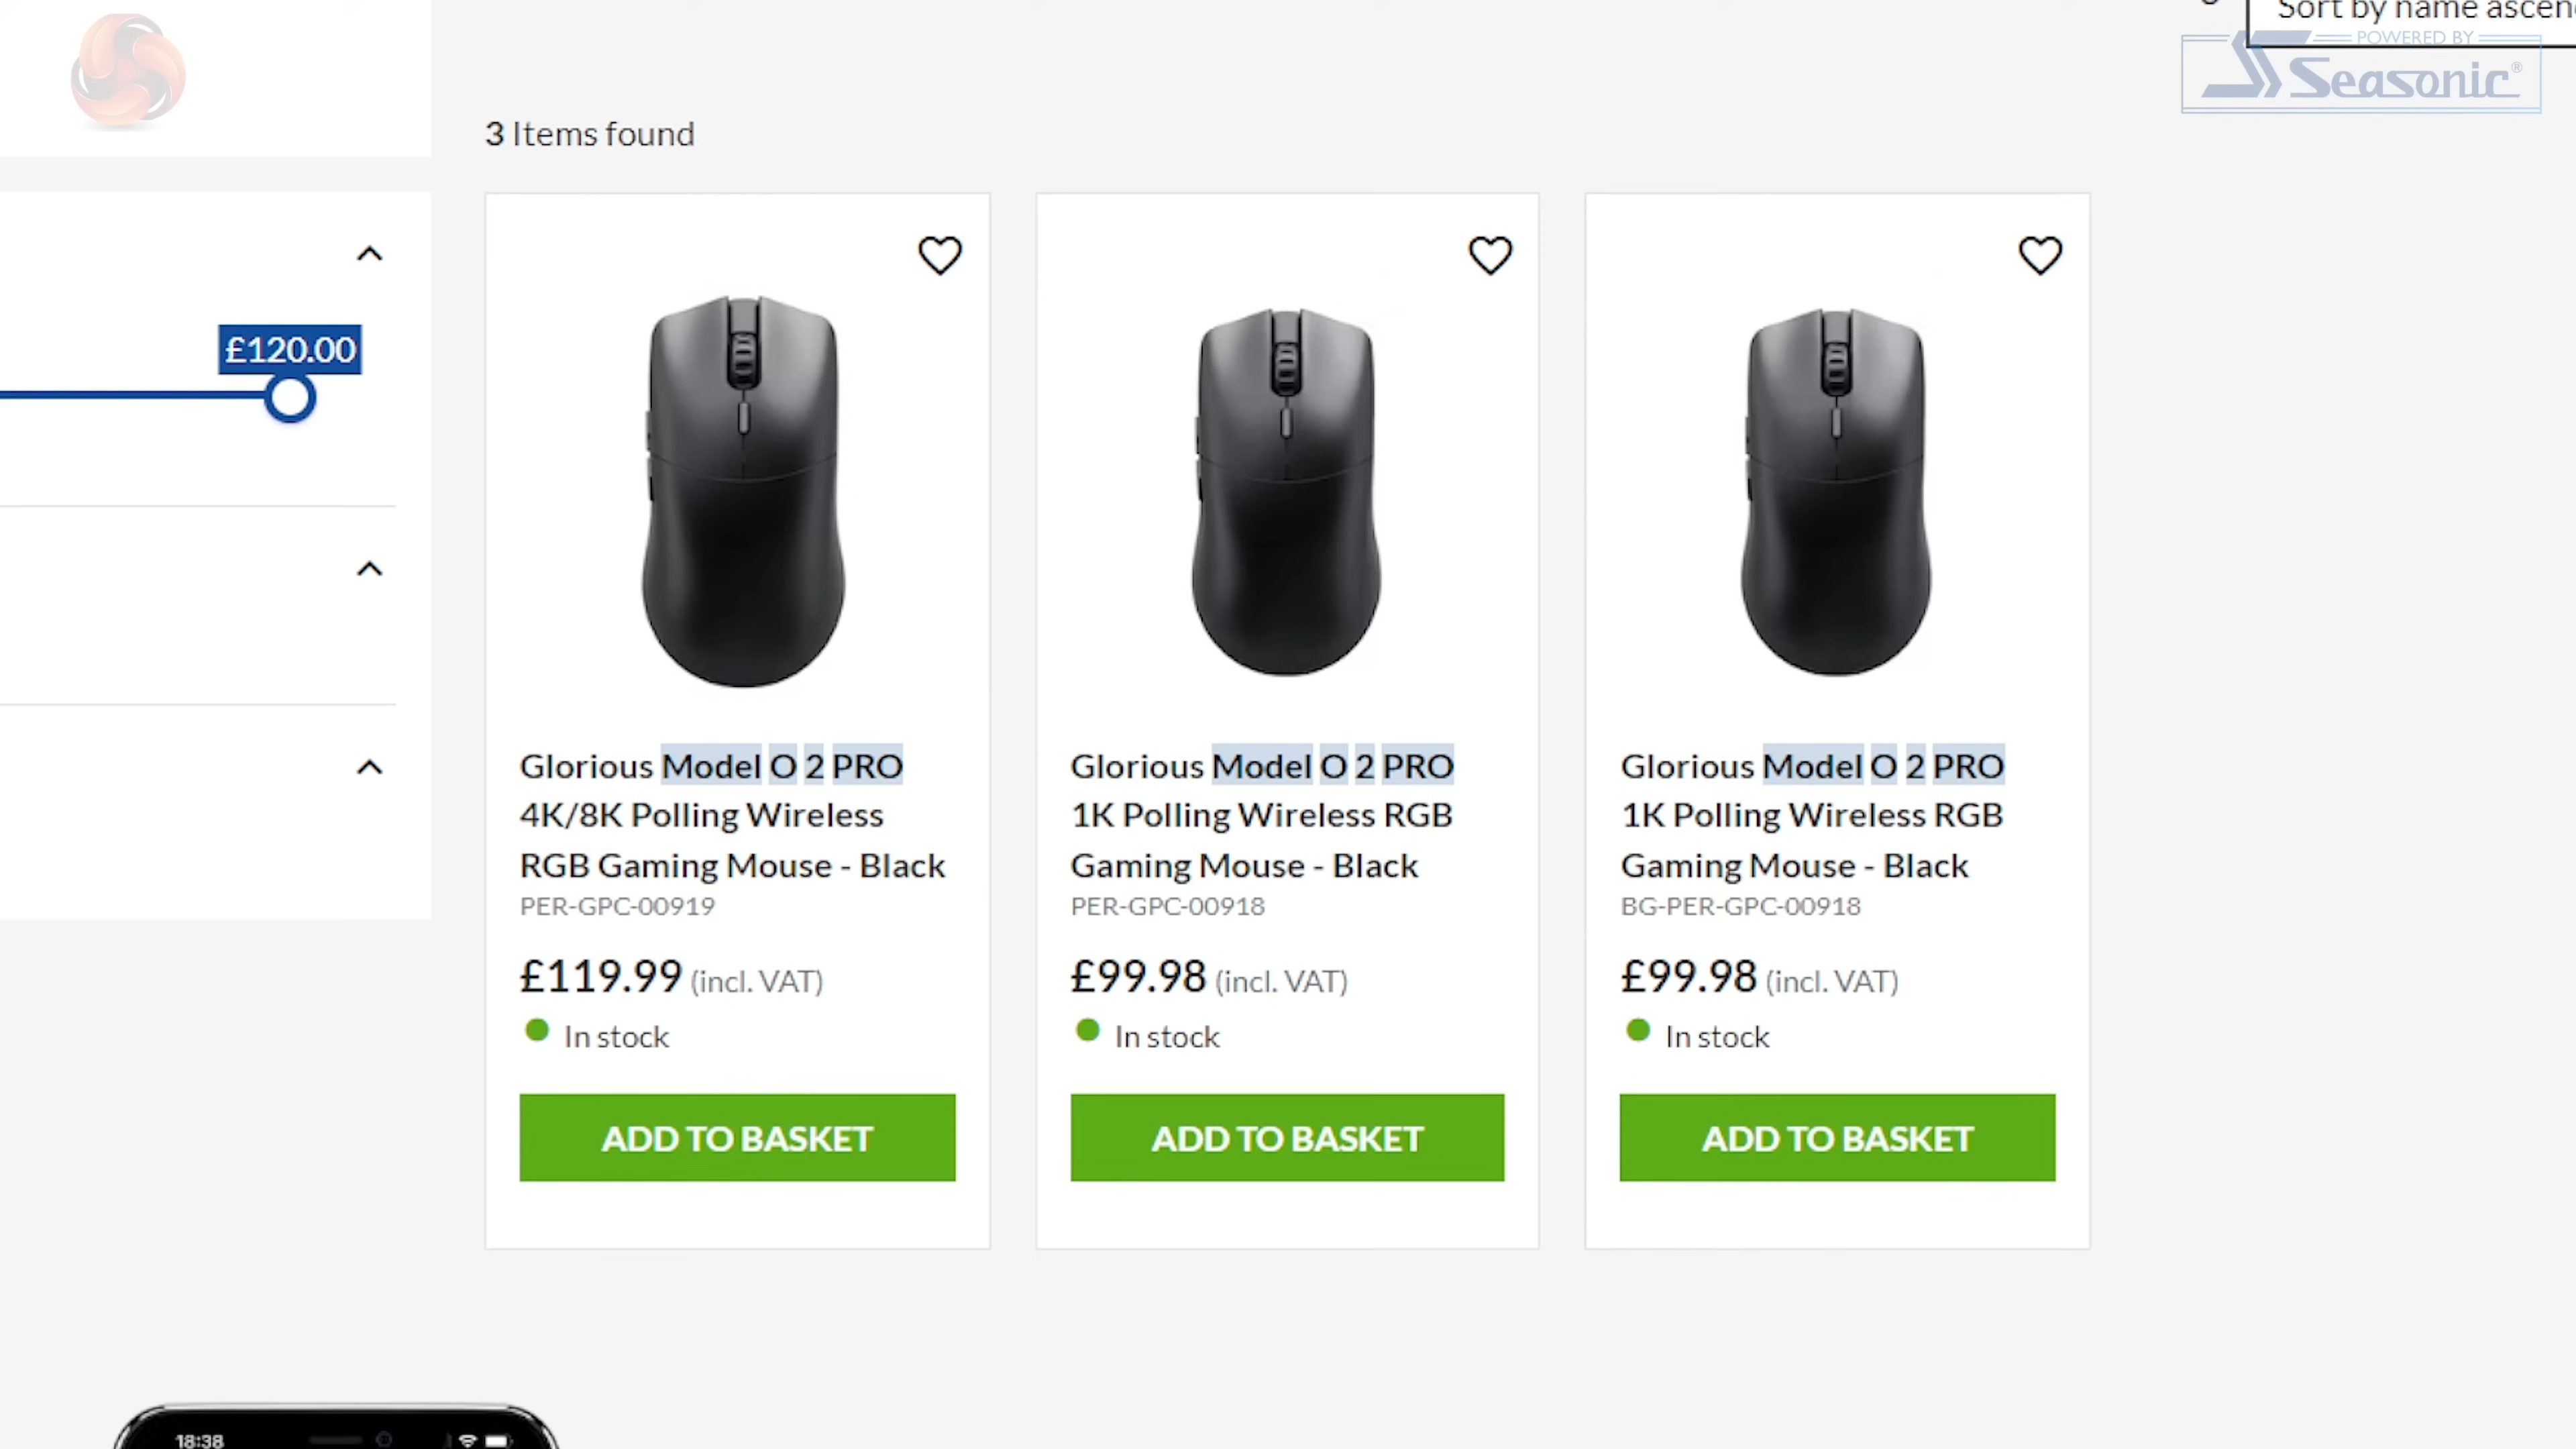 Sort by name ascen
POWERED BY
Seasonic®
3 Items found
£120.00
Glorious Model O 2 PRO
4K/8K Polling Wireless
RGB Gaming Mouse - Black
PER-GPC-00919
£119.99 (incl. VAT)
In stock
ADD TO BASKET
Glorious Model O 2 PRO
1K Polling Wireless RGB
Gaming Mouse - Black
PER-GPC-00918
£99.98 (incl. VAT)
In stock
ADD TO BASKET
Glorious Model O 2 PRO
1K Polling Wireless RGB
Gaming Mouse - Black
BG-PER-GPC-00918
£99.98 (incl. VAT)
In stock
ADD TO BASKET
18:38